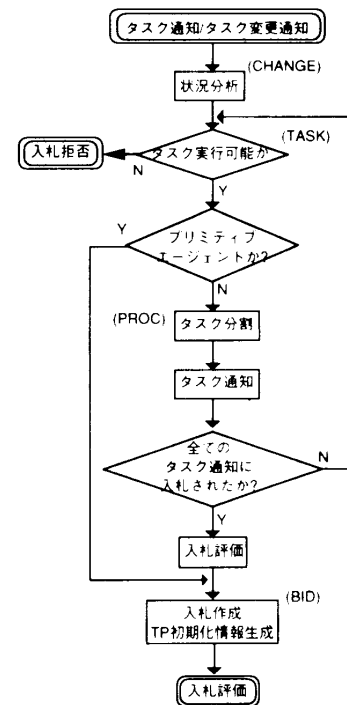 タスク通知/タスク変更通知
(CHANGE)
状況分析
(TASK)
タスク実行可能か
入札拒否
N
Y
Y
プリミティブ
エージェントか?
N
(PROC)
タスク分割
タスク通知
全ての
タスク通知に
入札されたか?
N
Y
入札評価
(BID)
入札作成
TP初期化情報生成
入札評価